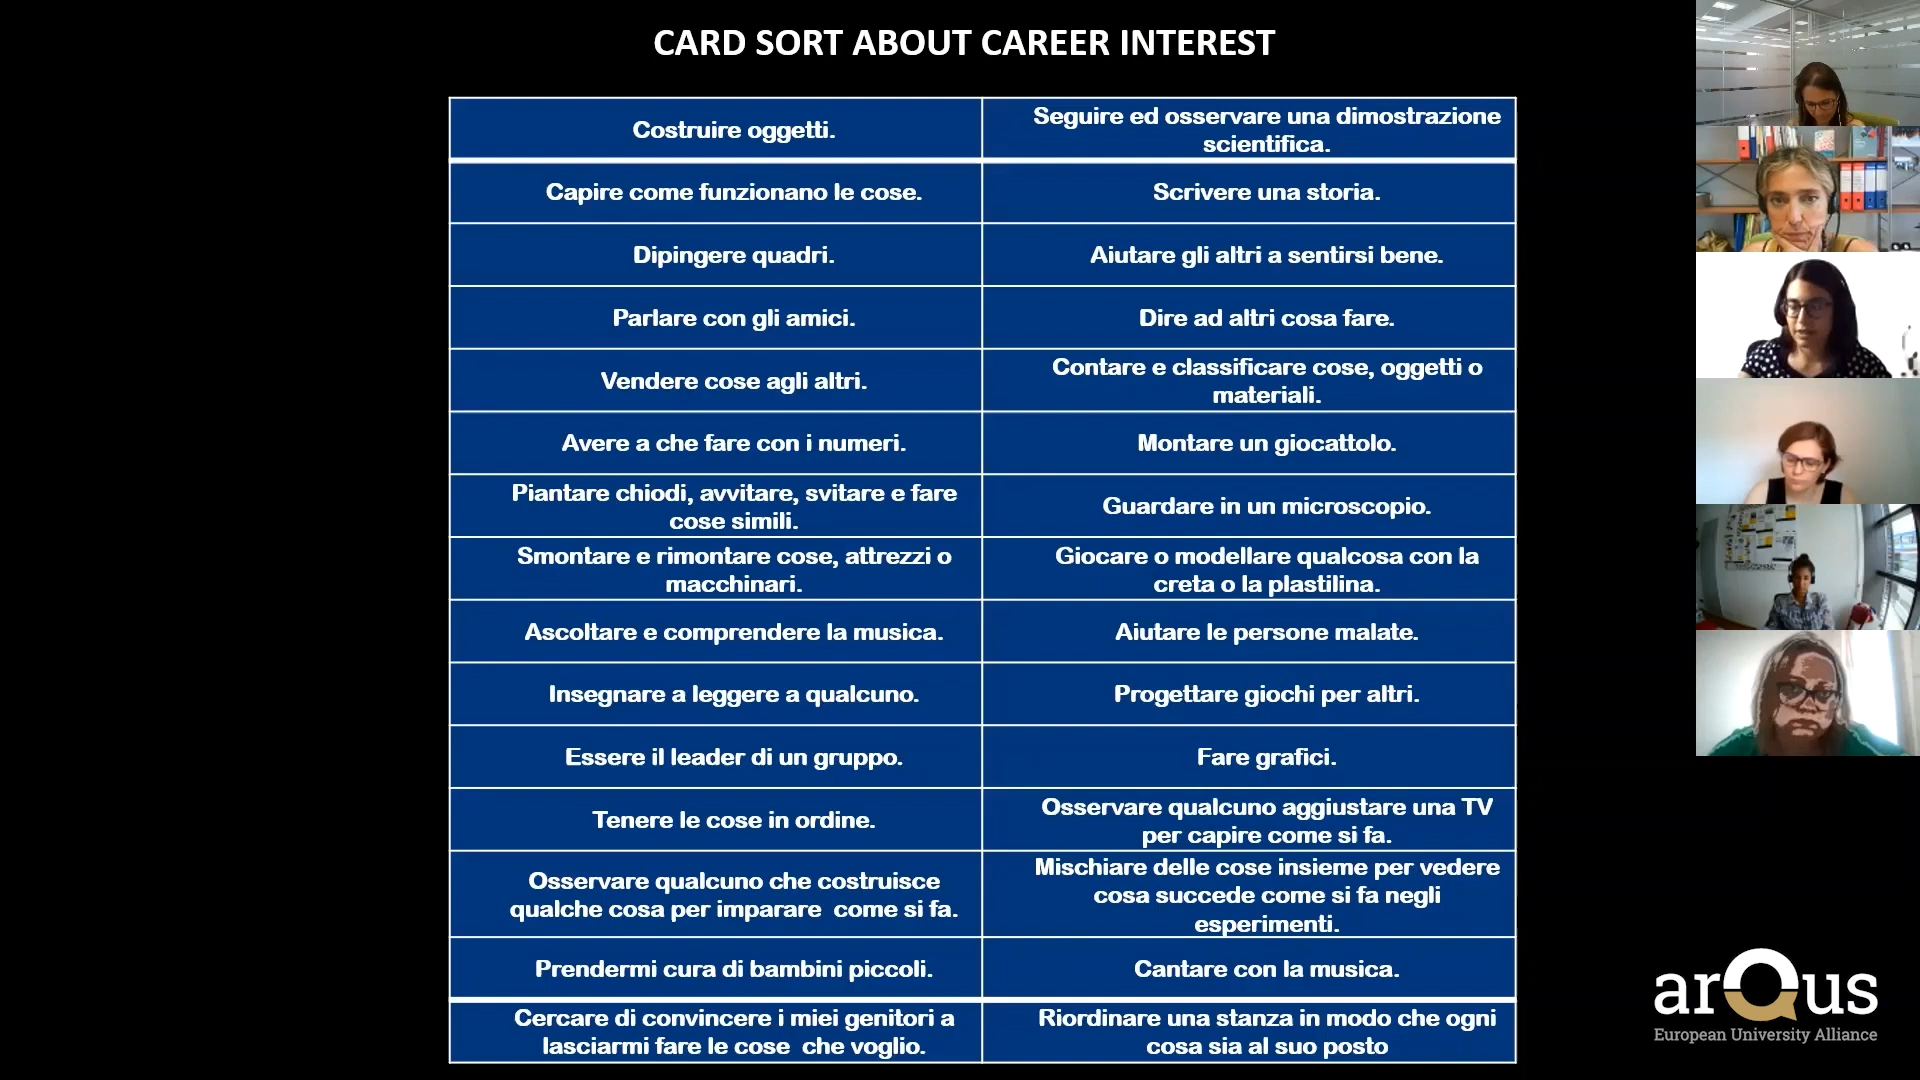 CARD SORT ABOUT CAREER INTEREST
Costruire oggetti.
Seguire ed osservare una dimostrazione
scientifica.
Capire come funzionano le cose.
Scrivere una storia.
Dipingere quadri.
Aiutare gli altri a sentirsi bene.
Parlare con gli amici.
Dire ad altri cosa fare.
Vendere cose agli altri.
Contare e classificare cose, oggetti o
materiali.
Avere a che fare con i numeri.
Montare un giocattolo.
Piantare chiodi, avvitare, svitare e fare
cose simili.
Guardare in un microscopio.
Smontare e rimontare cose, attrezzi o
macchinari.
Giocare o modellare qualcosa con la
creta o la plastilina.
Ascoltare e comprendere la musica.
Aiutare le persone malate.
Insegnare a leggere a qualcuno.
Progettare giochi per altri.
Essere il leader di un gruppo.
Fare grafici.
Tenere le cose in ordine.
Osservare qualcuno aggiustare una TV
per capire come si fa.
Osservare qualcuno che costruisce
qualche cosa per imparare come si fa.
Mischiare delle cose insieme per vedere
cosa succede come si fa negli
esperimenti.
Prendermi cura di bambini piccoli.
Cantare con la musica.
Cercare di convincere i miei genitori a
lasciarmi fare le cose che voglio.
Riordinare una stanza in modo che ogni
cosa sia al suo posto
arQus
European University Alliance